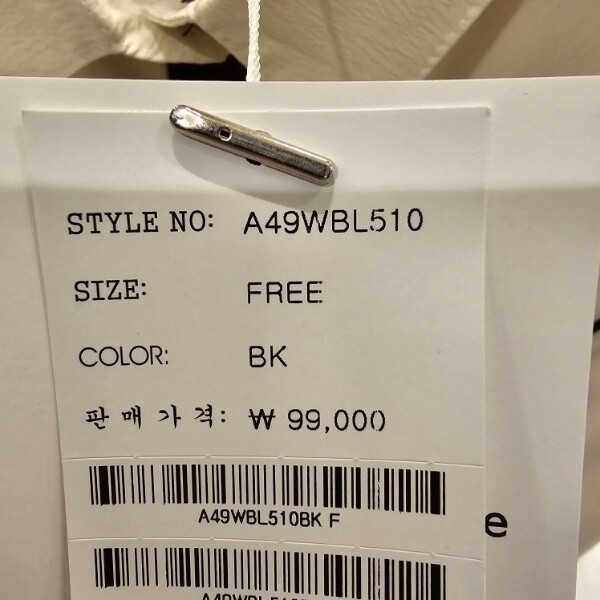 STYLE NO: A49WBL510
SIZE: FREE
COLOR: BK
판매가격: ₩ 99,000
A49WBL510BK F
e